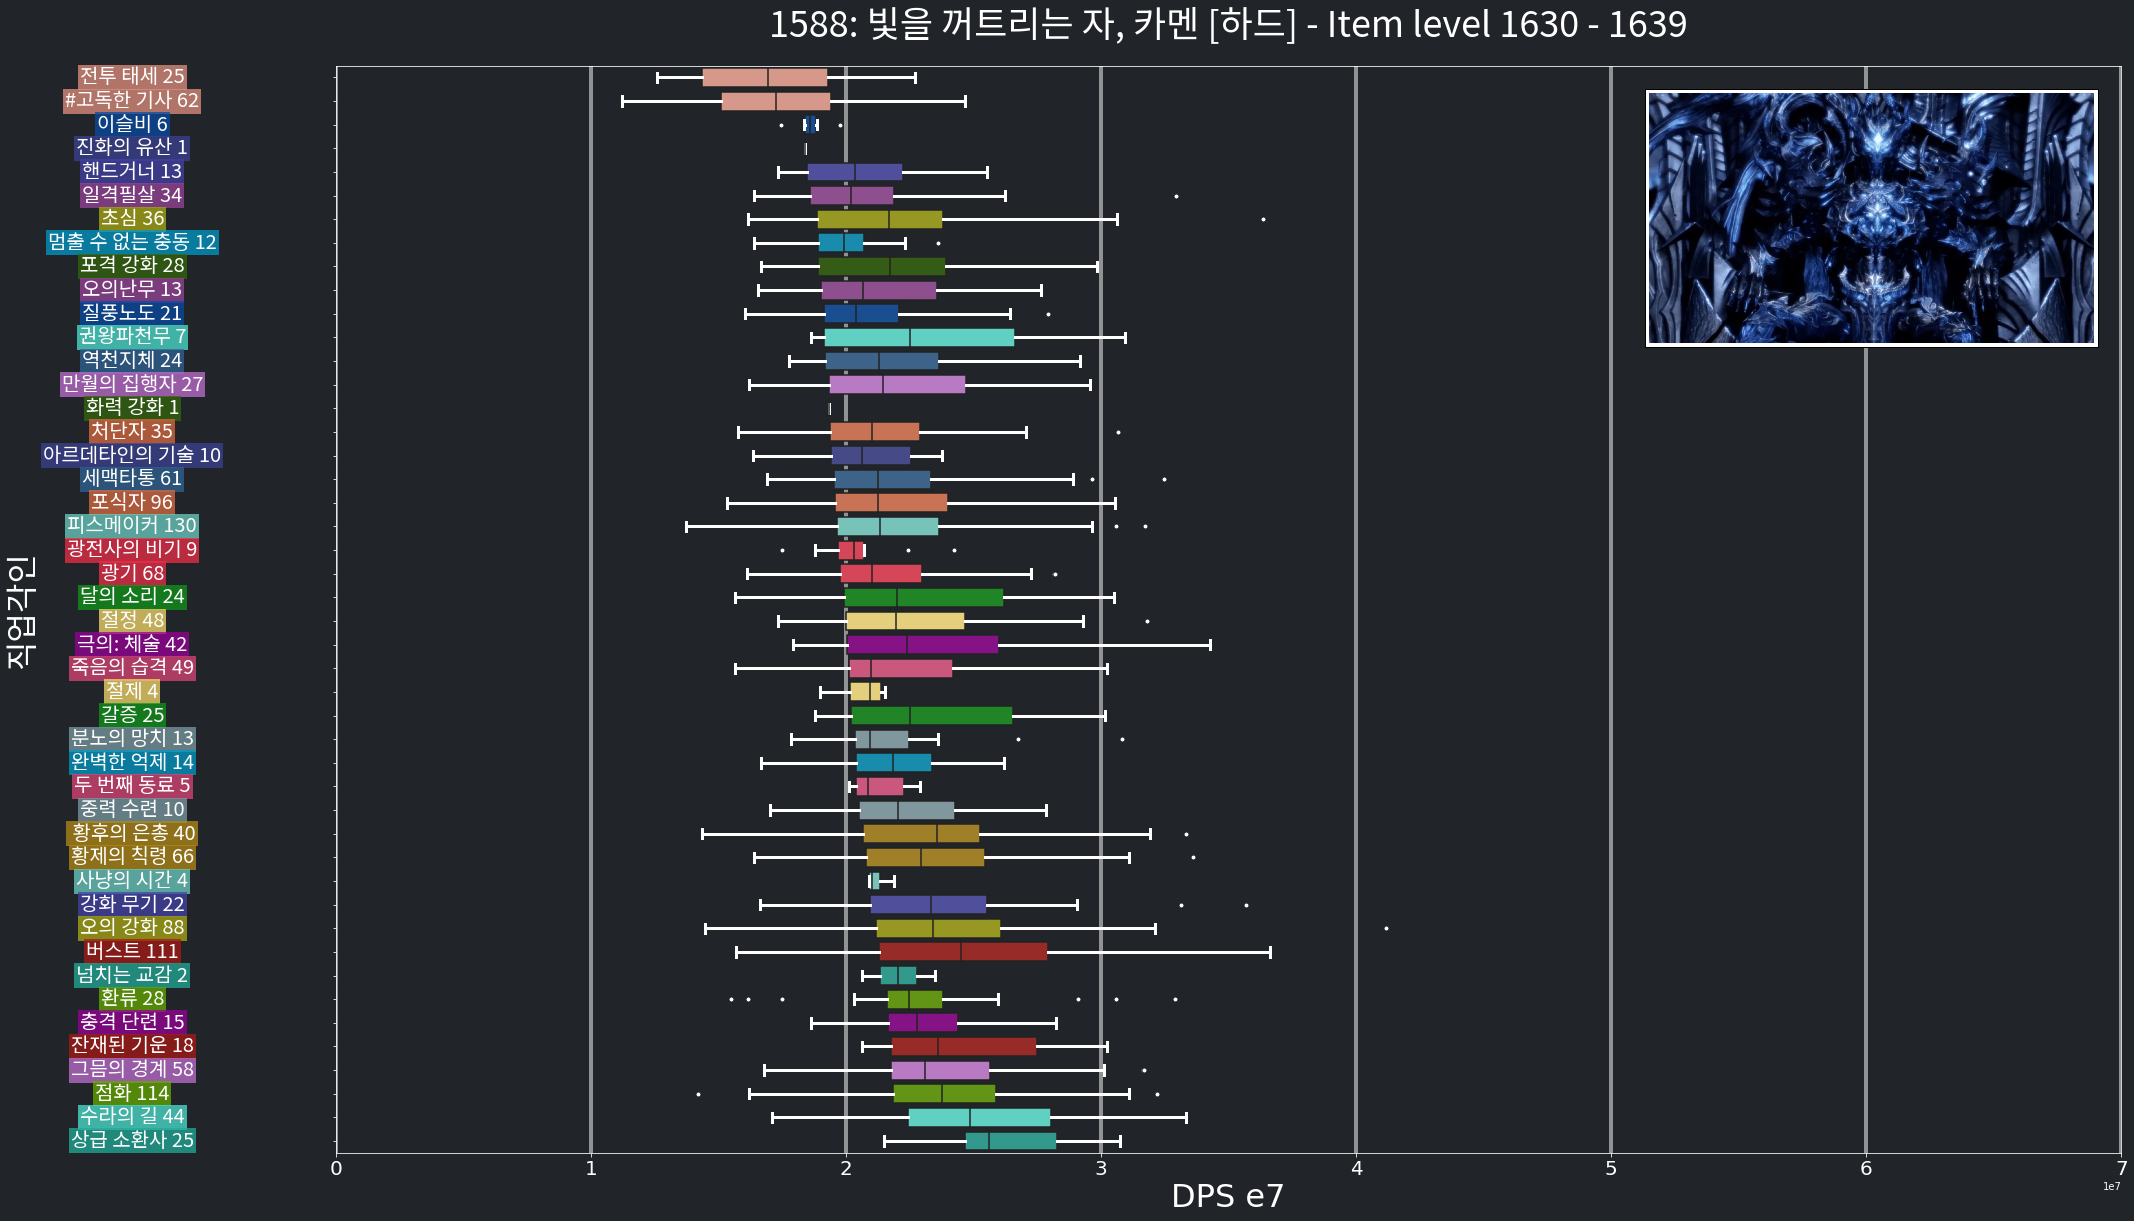 1588: 빛을 꺼트리는 자, 카멘 [하드] - Item level 1630 - 1639
직업각인
전투 태세 25
#고독한 기사 62
이슬비 6
진화의 유산 1
핸드거너 13
일격필살 34
초심 36
멈출 수 없는 충동 12
포격 강화 28
오의난무 13
질풍노도 21
권왕파천무 7
역천지체 24
만월의 집행자 27
화력 강화 1
처단자 35
아르데타인의 기술 10
세맥타통 61
포식자 96
피스메이커 130
광전사의 비기 9
광기 68
달의 소리 24
절정 48
극의: 체술 42
죽음의 습격 49
절제 4
갈증 25
분노의 망치 13
완벽한 억제 14
두 번째 동료 5
중력 수련 10
황후의 은총 40
황제의 칙령 66
사냥의 시간 4
강화 무기 22
오의 강화 88
버스트 111
넘치는 교감 2
환류 28
충격 단련 15
잔재된 기운 18
그믐의 경계 58
점화 114
수라의 길 44
상급 소환사 25
0 1 2 3 4 5 6 7
1e7
DPS e7